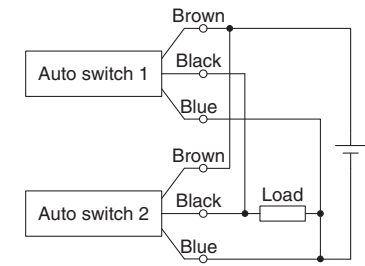 Brown
Auto switch 1
Black
Blue
Brown
Auto switch 2
Black
Load
Blue